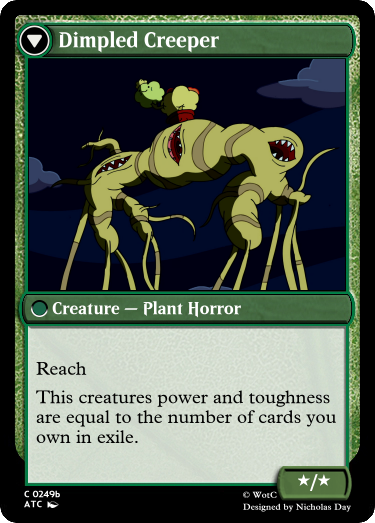 Dimpled Creeper
Creature — Plant Horror
Reach
This creatures power and toughness
are equal to the number of cards you
own in exile.
★/★
C 0249b
ATC
© WotC
Designed by Nicholas Day